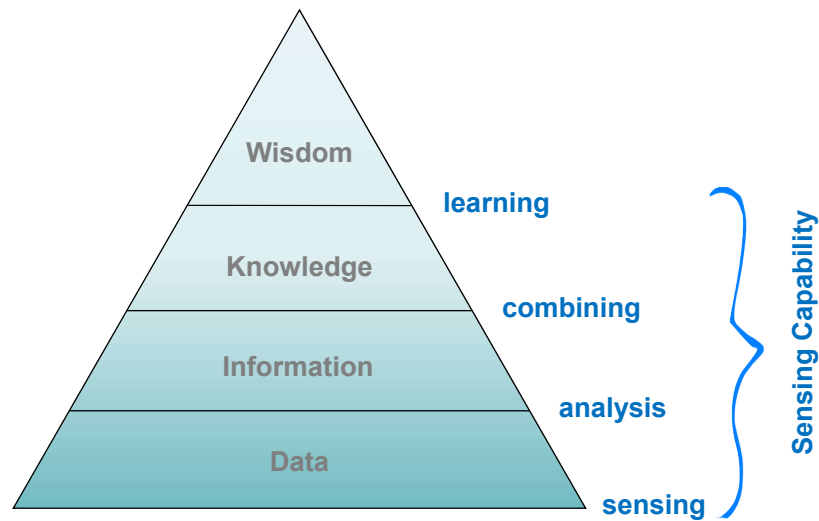 Wisdom
learning
Knowledge
combining
Information
analysis
Data
sensing
Sensing Capability